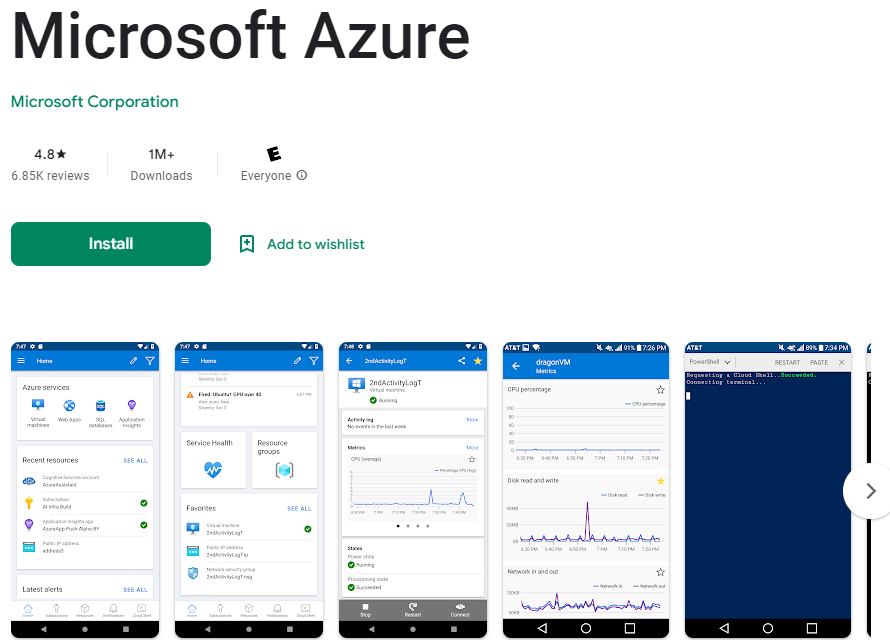 Microsoft Azure
Microsoft Corporation
4.8★
6.85K reviews
1M+
Downloads
E
Everyone
Install
Add to wishlist
7:47
Home
Azure services
Virtual machines
Web Apps
SQL databases
Application Insights
Recent resources
SEE ALL
Cognitive Services account
AzureAssistant
Subscription
AI Infra Build
Application Insights app
AzureApp-Push-Alpha-BY
Public IP address
address3
Latest alerts
SEE ALL
Home
Subscriptions
Resources
Notifications
Cloud Shell
7:47
Home
Severity: Sev 3
Fired: Ubuntu1 CPU over 40
Alert state: New
Severity: Sev 3
Service Health
Resource groups
Favorites
SEE ALL
Virtual machine
2ndActivityLogT
Public IP address
2ndActivityLogT-ip
Network security group
2ndActivityLogT-nsg
Home
Subscriptions
Resources
Notifications
Cloud Shell
7:48
2ndActivityLogT
2ndActivityLogT
Virtual machine
Running
Activity log
More
No events in the last week
Metrics
More
CPU (average)
Percentage CPU (Avg)
States
Power state
Running
Provisioning state
Succeeded
Stop
Restart
Connect
AT&T
91%
7:26 PM
dragonVM
Metrics
CPU percentage
CPU percentage
100
80
60
40
20
0
6:30 PM
6:40 PM
6:50 PM
7 PM
7:10 PM
7:20 PM
Disk read and write
Disk read
Disk write
40MB
20MB
0B
6:30 PM
6:40 PM
6:50 PM
7 PM
7:10 PM
7:20 PM
Network in and out
Network in
Network out
100KB
50KB
AT&T
89%
7:34 PM
PowerShell
RESTART
PASTE
Requesting a Cloud Shell..Succeeded.
Connecting terminal...